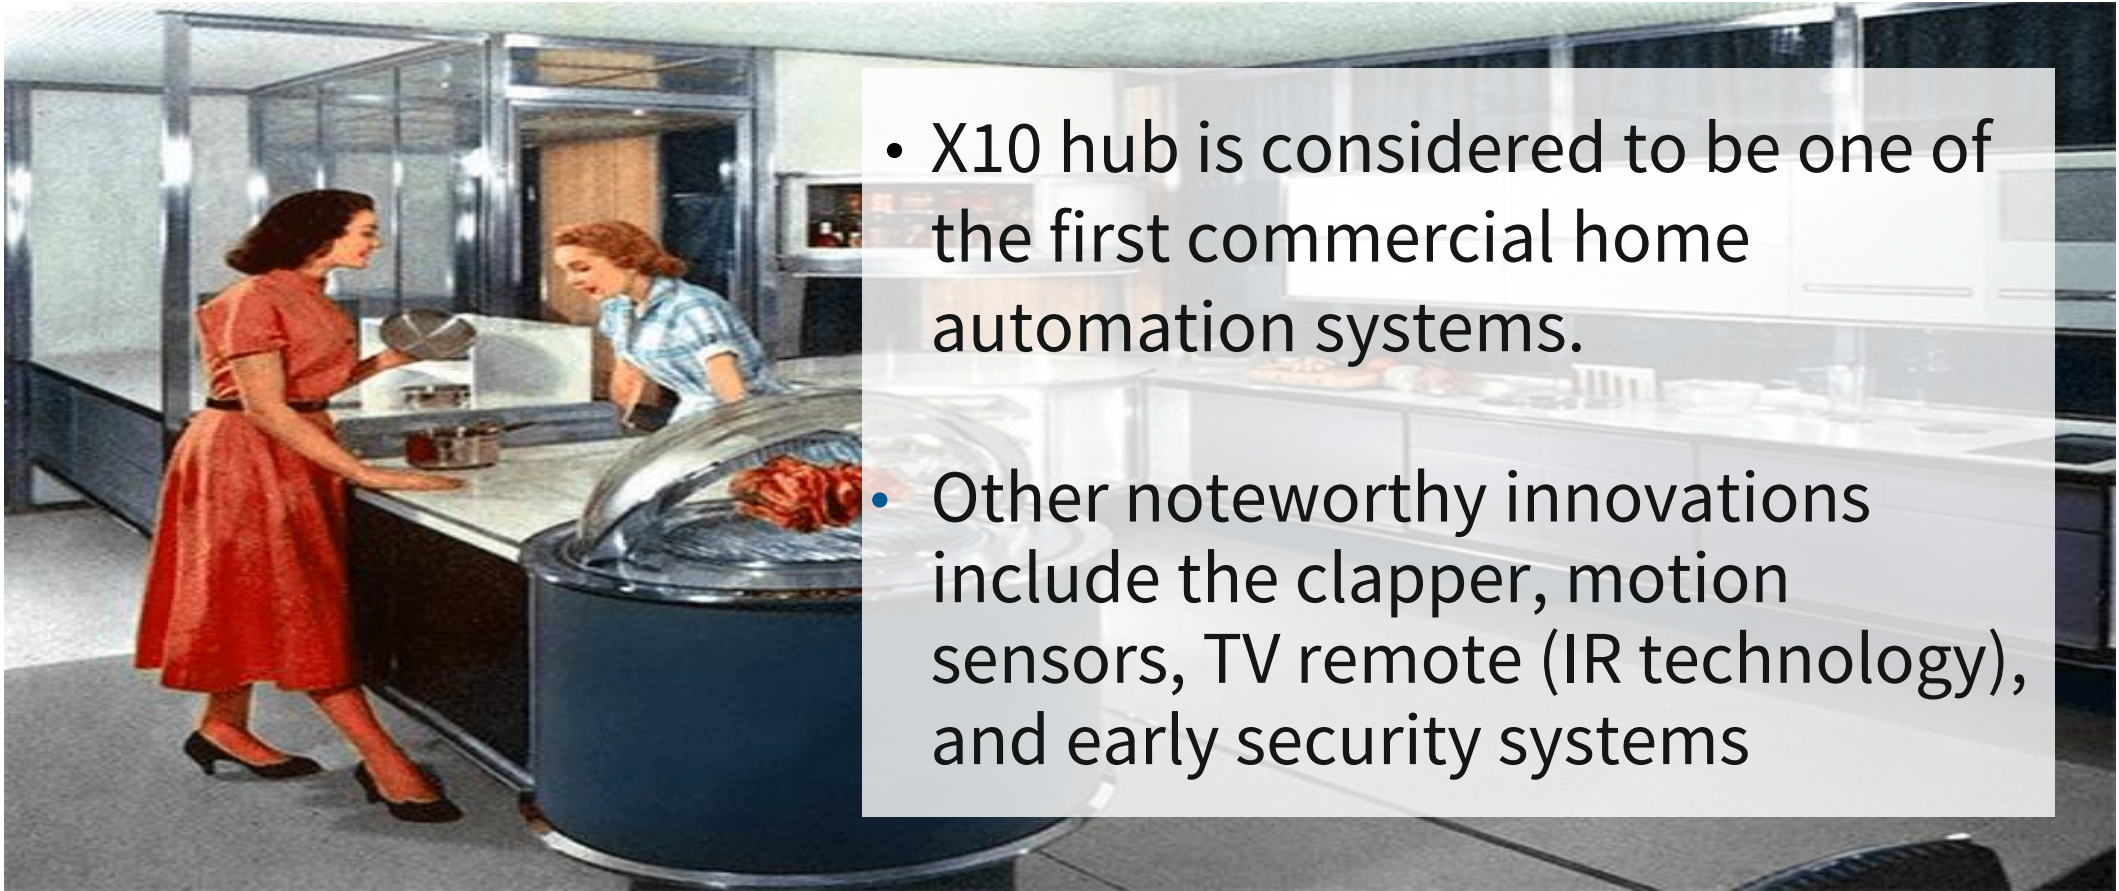 • X10 hub is considered to be one of
the first commercial home
automation systems.
• Other noteworthy innovations
include the clapper, motion
sensors, TV remote (IR technology),
and early security systems